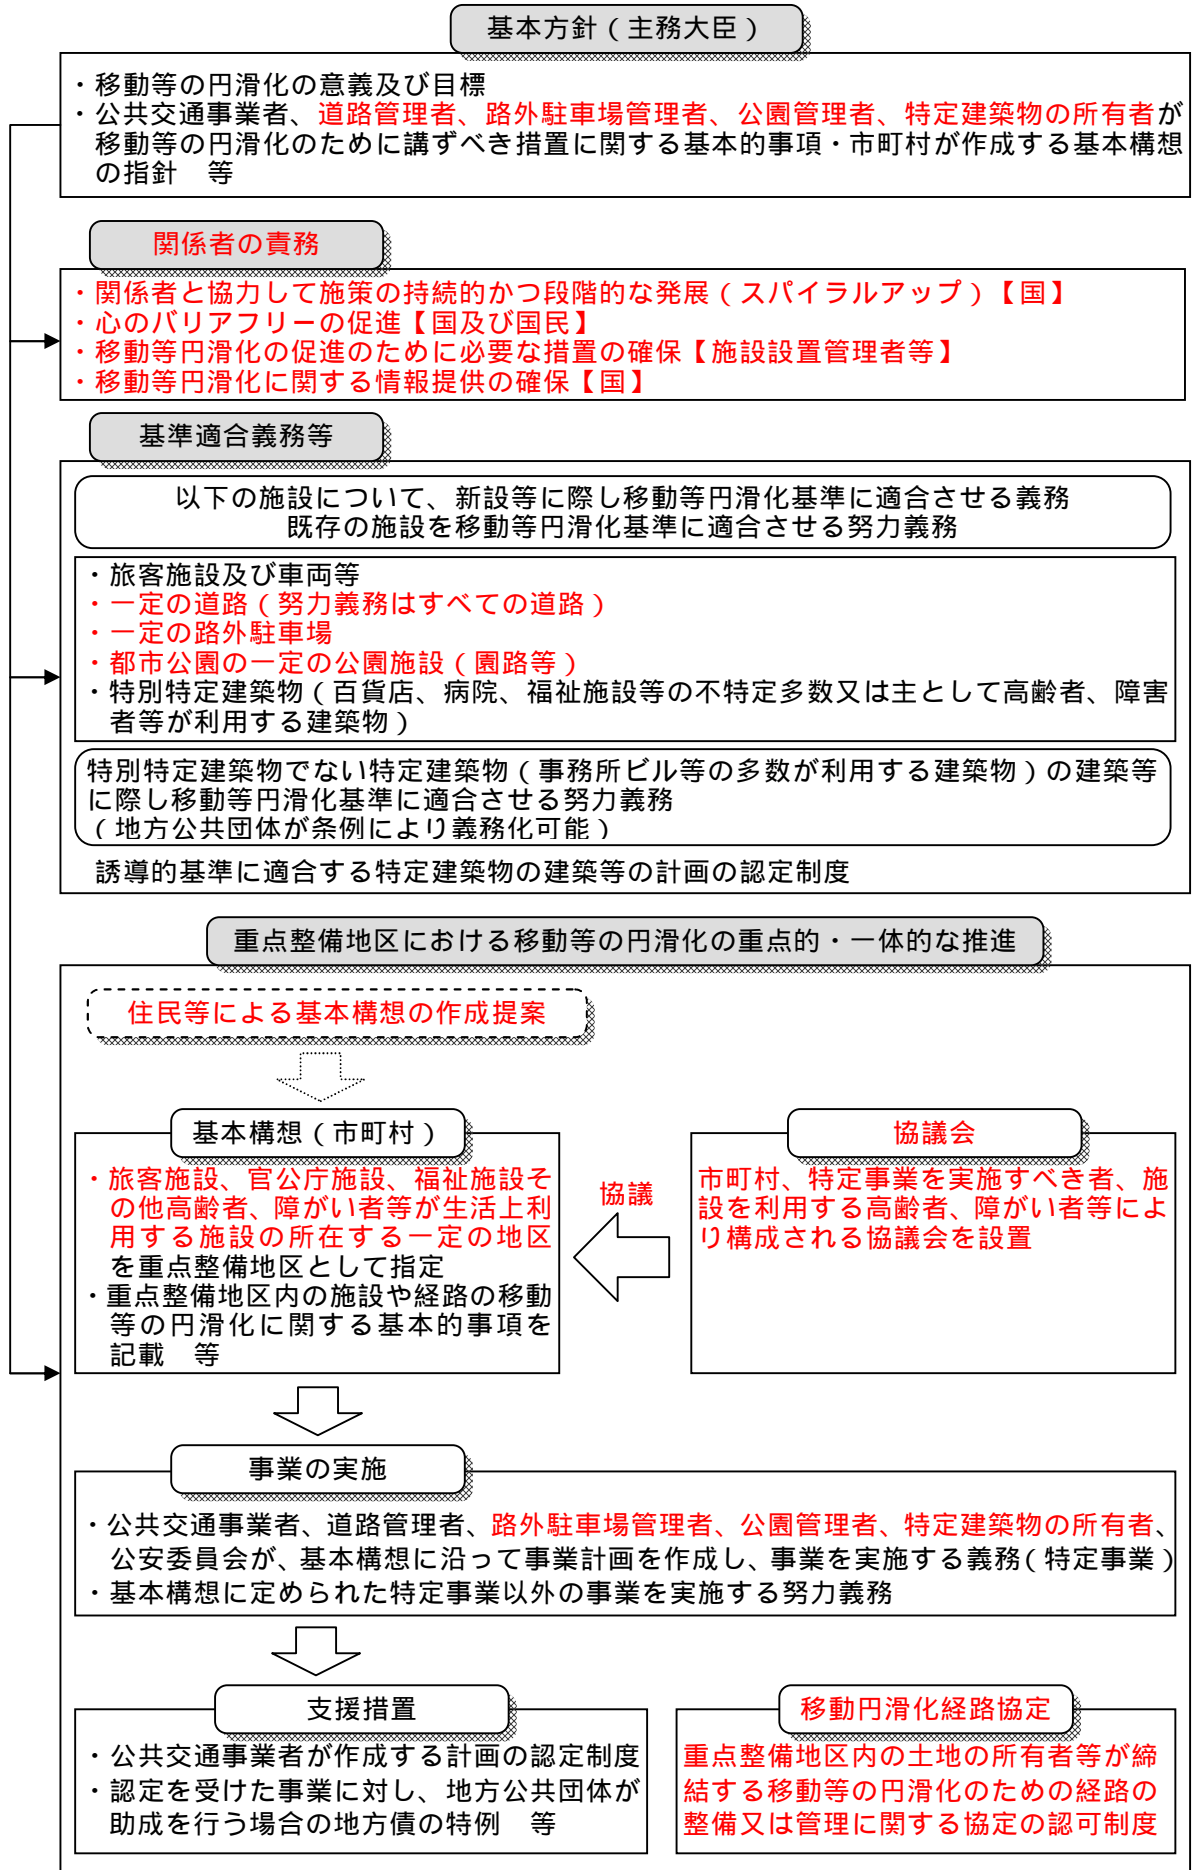 基本方針(主務大臣)
・移動等の円滑化の意義及び目標
・公共交通事業者、道路管理者、路外駐車場管理者、公園管理者、特定建築物の所有者が
移動等の円滑化のために講ずべき措置に関する基本的事項・市町村が作成する基本構想
の指針 等
関係者の責務
・関係者と協力して施策の持続的かつ段階的な発展(スパイラルアップ)【国】
・心のバリアフリーの促進【国及び国民】
・移動等円滑化の促進のために必要な措置の確保【施設設置管理者等】
・移動等円滑化に関する情報提供の確保【国】
基準適合義務等
以下の施設について、新設等に際し移動等円滑化基準に適合させる義務
既存の施設を移動等円滑化基準に適合させる努力義務
・旅客施設及び車両等
・一定の道路(努力義務はすべての道路)
・一定の路外駐車場
・都市公園の一定の公園施設(園路等)
・特別特定建築物(百貨店、病院、福祉施設等の不特定多数又は主として高齢者、障害
者等が利用する建築物)
特別特定建築物でない特定建築物(事務所ビル等の多数が利用する建築物)の建築等
に際し移動等円滑化基準に適合させる努力義務
(地方公共団体が条例により義務化可能)
誘導的基準に適合する特定建築物の建築等の計画の認定制度
重点整備地区における移動等の円滑化の重点的・一体的な推進
住民等による基本構想の作成提案
基本構想(市町村)
・旅客施設、官公庁施設、福祉施設そ
の他高齢者、障がい者等が生活上利
用する施設の所在する一定の地区
を重点整備地区として指定
・重点整備地区内の施設や経路の移動
等の円滑化に関する基本的事項を
記載 等
協議
協議会
市町村、特定事業を実施すべき者、施
設を利用する高齢者、障がい者等によ
り構成される協議会を設置
事業の実施
・公共交通事業者、道路管理者、路外駐車場管理者、公園管理者、特定建築物の所有者、
公安委員会が、基本構想に沿って事業計画を作成し、事業を実施する義務(特定事業)
・基本構想に定められた特定事業以外の事業を実施する努力義務
支援措置
・公共交通事業者が作成する計画の認定制度
・認定を受けた事業に対し、地方公共団体が
助成を行う場合の地方債の特例 等
移動円滑化経路協定
重点整備地区内の土地の所有者等が締
結する移動等の円滑化のための経路の
整備又は管理に関する協定の認可制度